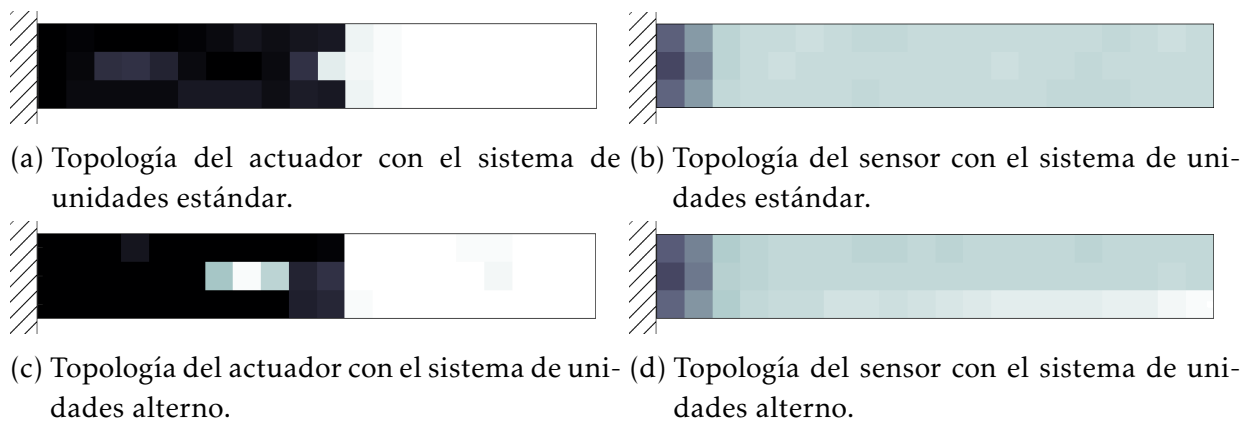 (a) Topología del actuador con el sistema de
unidades estándar.
(b) Topología del sensor con el sistema de uni-
dades estándar.
(c) Topología del actuador con el sistema de uni-
dades alterno.
(d) Topología del sensor con el sistema de uni-
dades alterno.